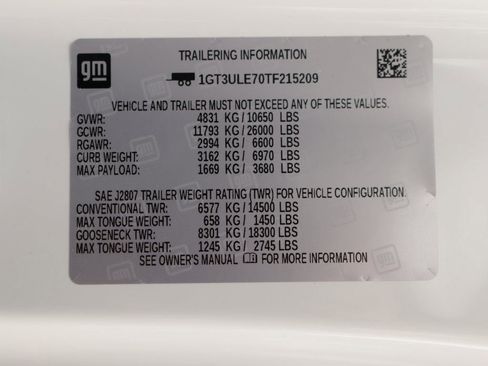 gm
TRAILERING INFORMATION
1GT3ULE70TF215209
VEHICLE AND TRAILER MUST NOT EXCEED ANY OF THESE VALUES.
GVWR: 4831 KG / 10650 LBS
GCWR: 11793 KG / 26000 LBS
RGAWR: 2994 KG / 6600 LBS
CURB WEIGHT: 3162 KG / 6970 LBS
MAX PAYLOAD: 1669 KG / 3680 LBS
SAE J2807 TRAILER WEIGHT RATING (TWR) FOR VEHICLE CONFIGURATION.
CONVENTIONAL TWR: 6577 KG / 14500 LBS
MAX TONGUE WEIGHT: 658 KG / 1450 LBS
GOOSENECK TWR: 8301 KG / 18300 LBS
MAX TONGUE WEIGHT: 1245 KG / 2745 LBS
SEE OWNER'S MANUAL FOR MORE INFORMATION